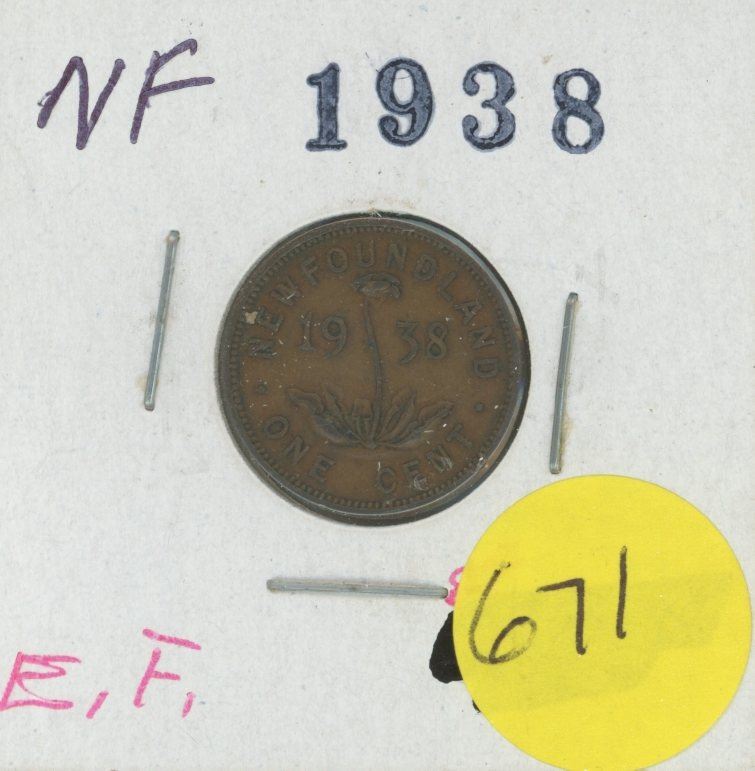 NF 1938
NEWFOUNDLAND
19 38
ONE CENT
671
E.F.